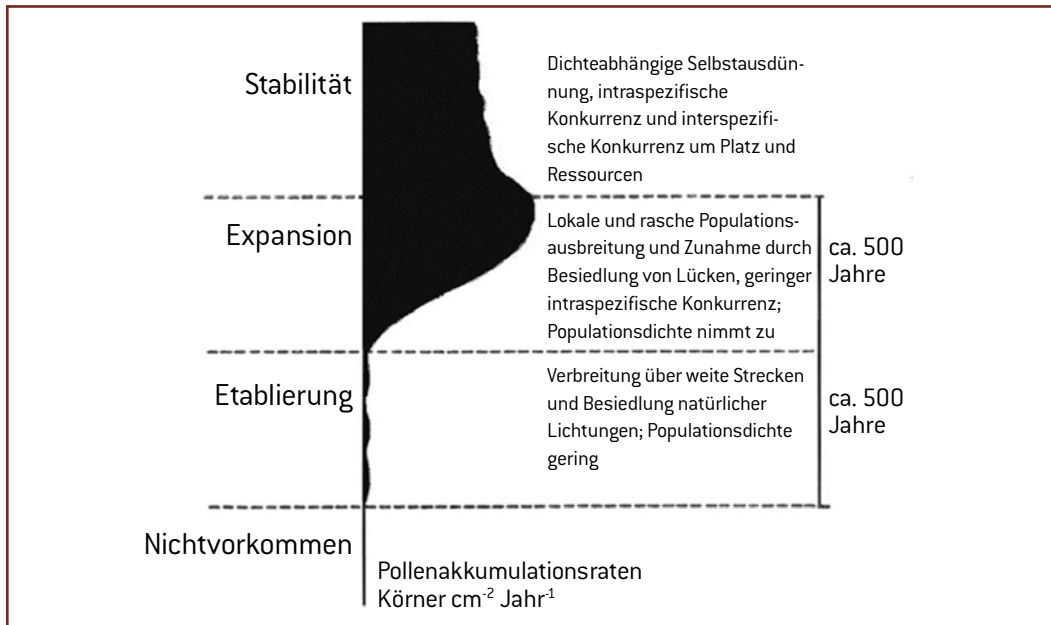 Stabilität
Dichteabhängige Selbstausdün-
nung, intraspezifische
Konkurrenz und interspezifi-
sche Konkurrenz um Platz und
Ressourcen
Expansion
Lokale und rasche Populations-
ausbreitung und Zunahme durch
Besiedlung von Lücken, geringer
intraspezifische Konkurrenz;
Populationsdichte nimmt zu
ca. 500
Jahre
Etablierung
Verbreitung über weite Strecken
und Besiedlung natürlicher
Lichtungen; Populationsdichte
gering
ca. 500
Jahre
Nichtvorkommen
Pollenakkumulationsraten
Körner cm⁻² Jahr⁻¹